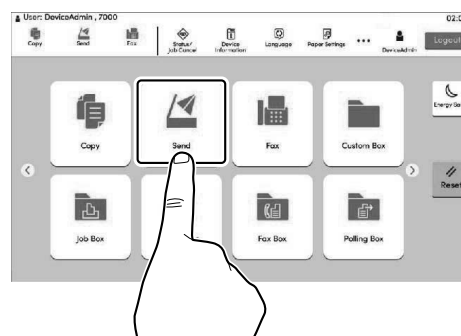 User: DeviceAdmin , 7000
02:0
Copy
Send
Fax
Status/
Job Cancel
Device
Information
Language
Paper Settings
...
DeviceAdmin
Logout
Copy
Send
Fax
Custom Box
Energy Sa
Reset
Job Box
Fax Box
Polling Box